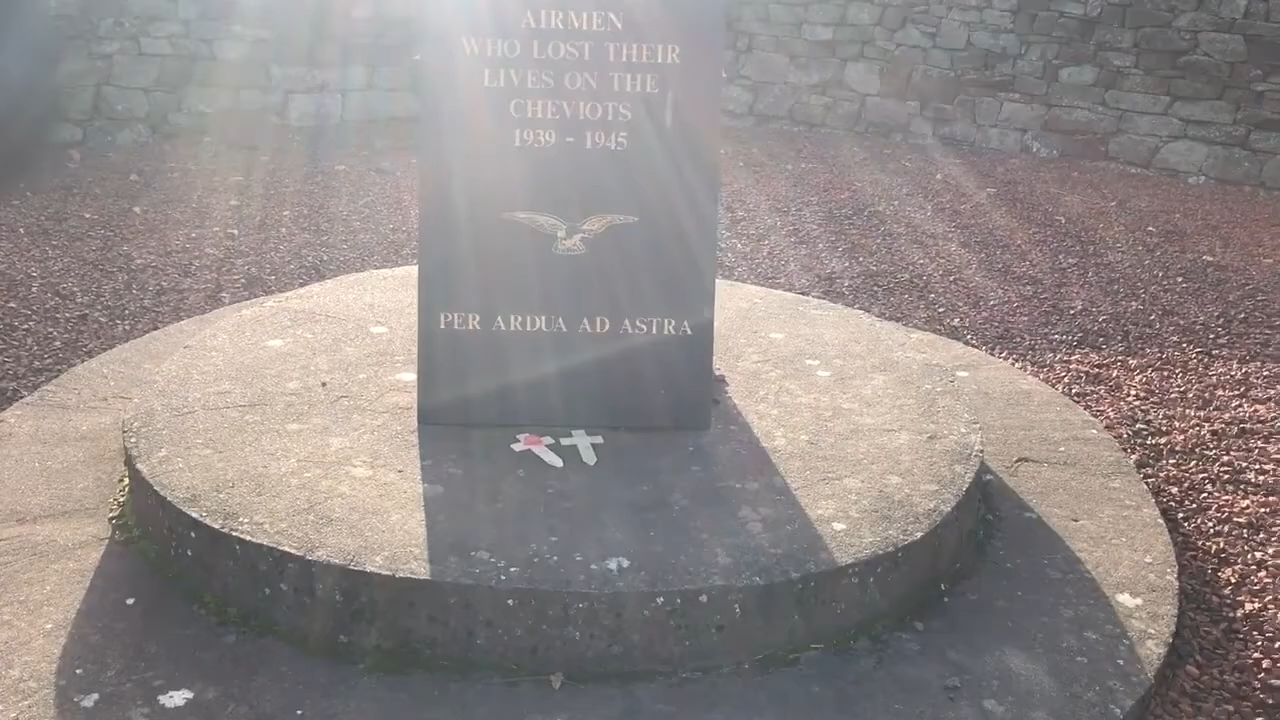 AIRMEN
WHO LOST THEIR
LIVES ON THE
CHEVIOTS
1939 - 1945
PER ARDUA AD ASTRA